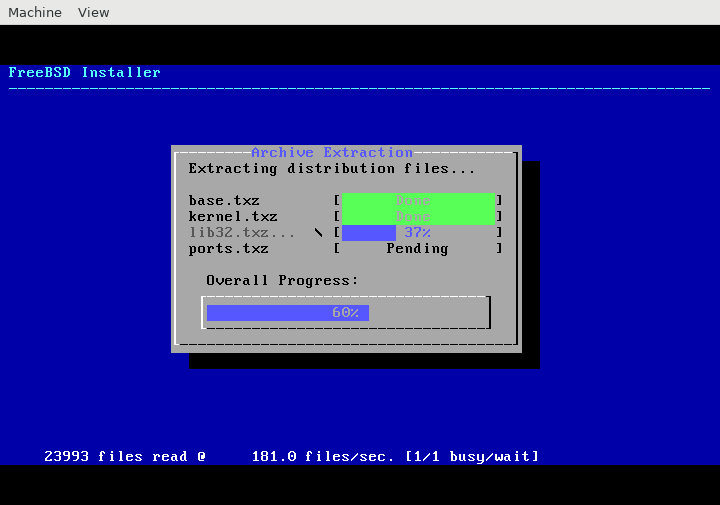 Machine View
FreeBSD Installer
Archive Extraction
Extracting distribution files...
base.txz [ Done ]
kernel.txz [ Done ]
lib32.txz... \ [ 37% ]
ports.txz [ Pending ]
Overall Progress:
60%
23993 files read @ 181.0 files/sec. [1/1 busy/wait]